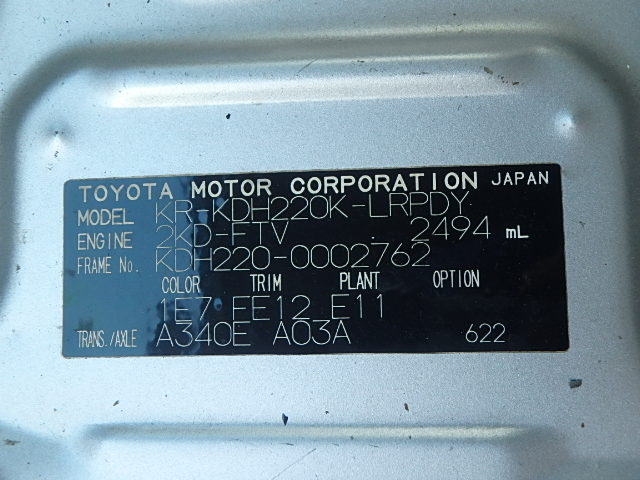 TOYOTA MOTOR CORPORATION JAPAN
MODEL KR-KDH220K-LRPDY
ENGINE 2KD-FTV 2494 mL
FRAME No. KDH220-0002762
COLOR TRIM PLANT OPTION
1E7 EE12 E11
TRANS./AXLE A340E A03A 622